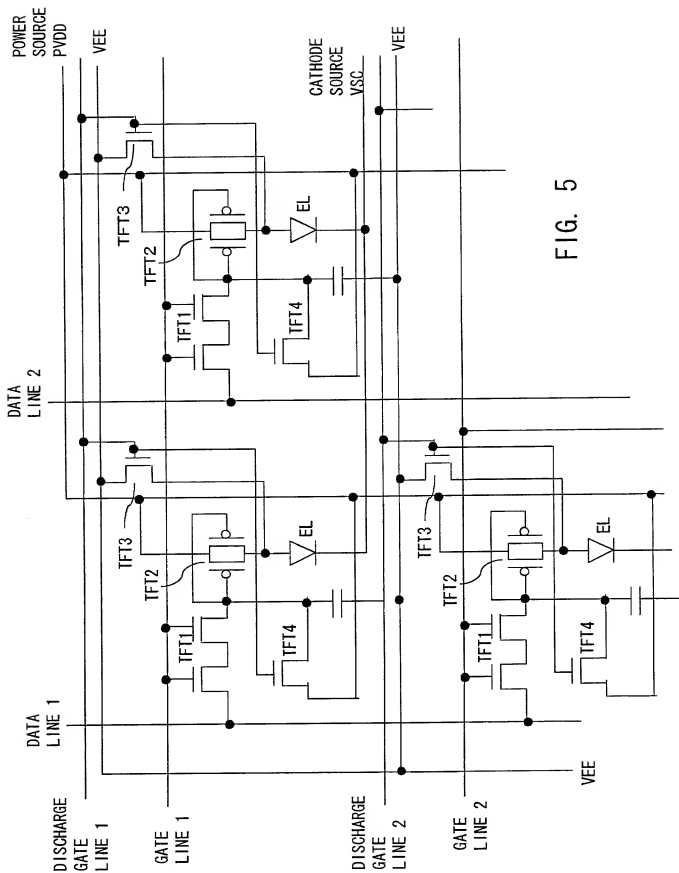 POWER
SOURCE
PVDD
VEE
CATHODE
SOURCE
VSC
VEE
TFT3
TFT2
EL
TFT1
TFT4
DATA
LINE 2
TFT3
TFT2
EL
TFT1
TFT4
TFT3
TFT2
EL
TFT1
TFT4
DATA
LINE 1
VEE
DISCHARGE
GATE
LINE 1
GATE
LINE 1
DISCHARGE
GATE
LINE 2
GATE
LINE 2
FIG. 5